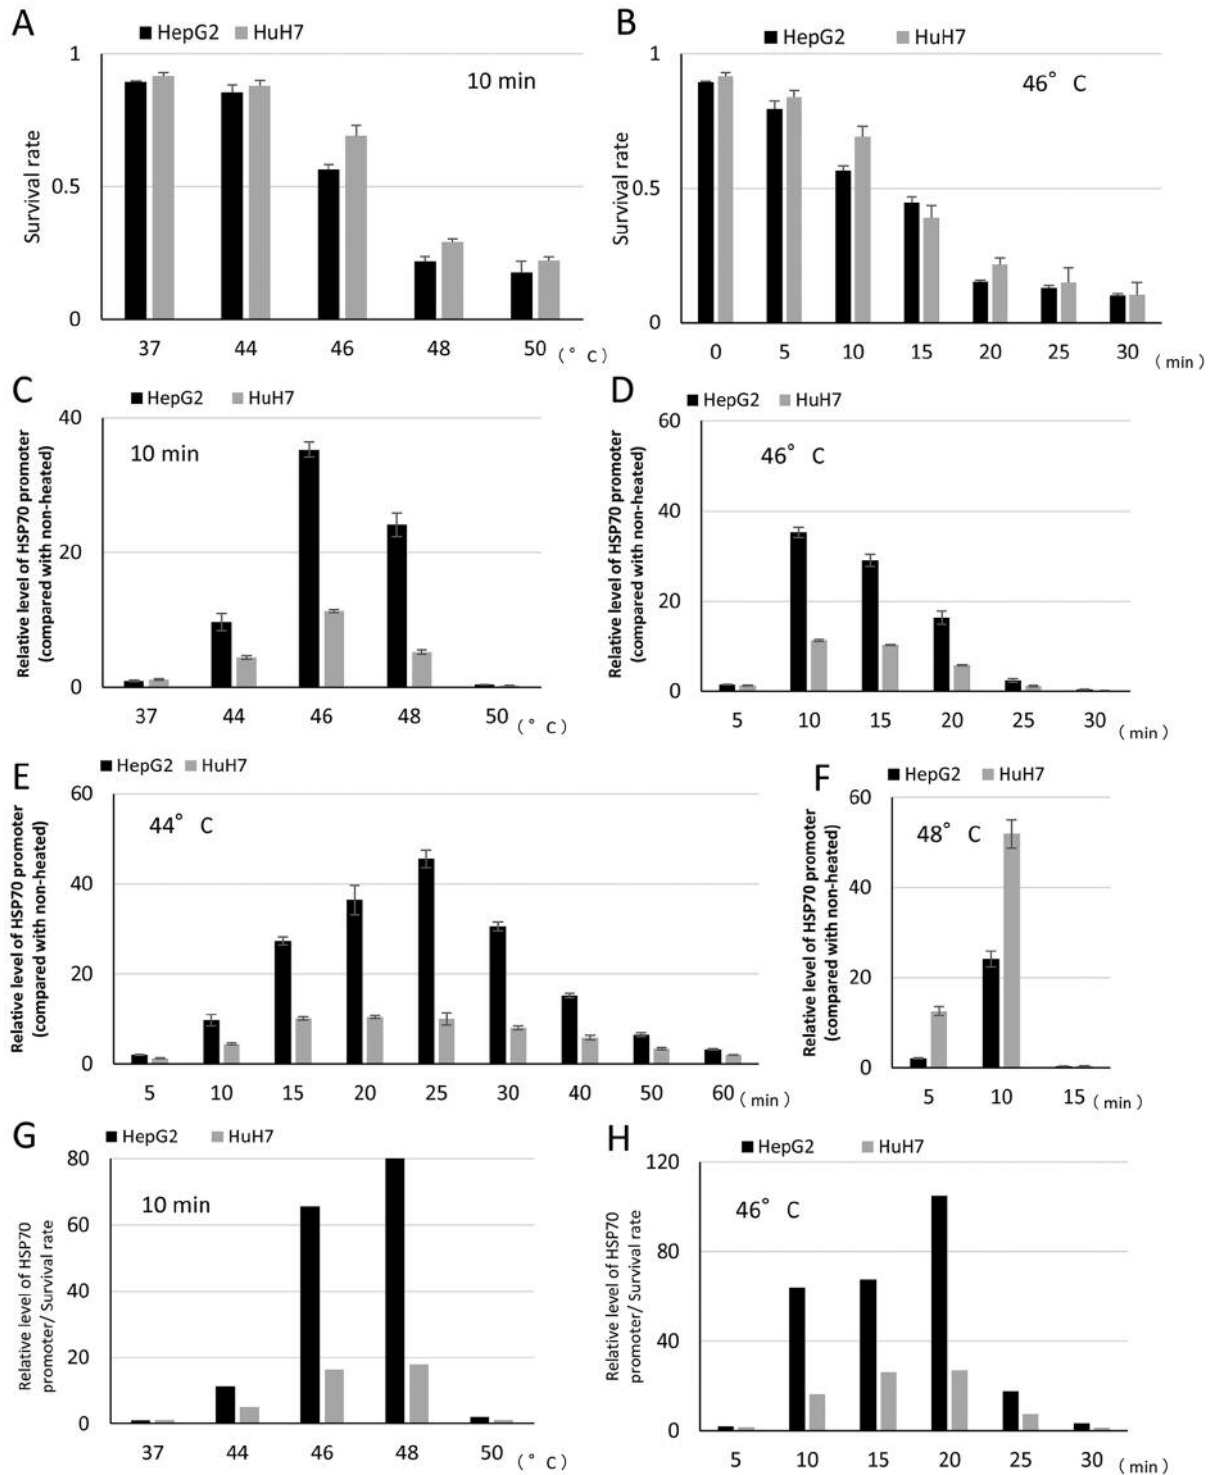 A
HepG2 HuH7
1
0.5
0
Survival rate
10 min
37 44 46 48 50 (° C)
B
HepG2 HuH7
1
0.5
0
Survival rate
46° C
0 5 10 15 20 25 30 (min)
C
HepG2 HuH7
40
20
0
Relative level of HSP70 promoter
(compared with non-heated)
10 min
37 44 46 48 50 (° C)
D
HepG2 HuH7
60
40
20
0
Relative level of HSP70 promoter
(compared with non-heated)
46° C
5 10 15 20 25 30 (min)
E
HepG2 HuH7
60
40
20
0
Relative level of HSP70 promoter
(compared with non-heated)
44° C
5 10 15 20 25 30 40 50 60 (min)
F
HepG2 HuH7
60
40
20
0
Relative level of HSP70 promoter
(compared with non-heated)
48° C
5 10 15 (min)
G
HepG2 HuH7
80
60
40
20
0
Relative level of HSP70
promoter/ Survival rate
10 min
37 44 46 48 50 (° C)
H
HepG2 HuH7
120
80
40
0
Relative level of HSP70
promoter/ Survival rate
46° C
5 10 15 20 25 30 (min)